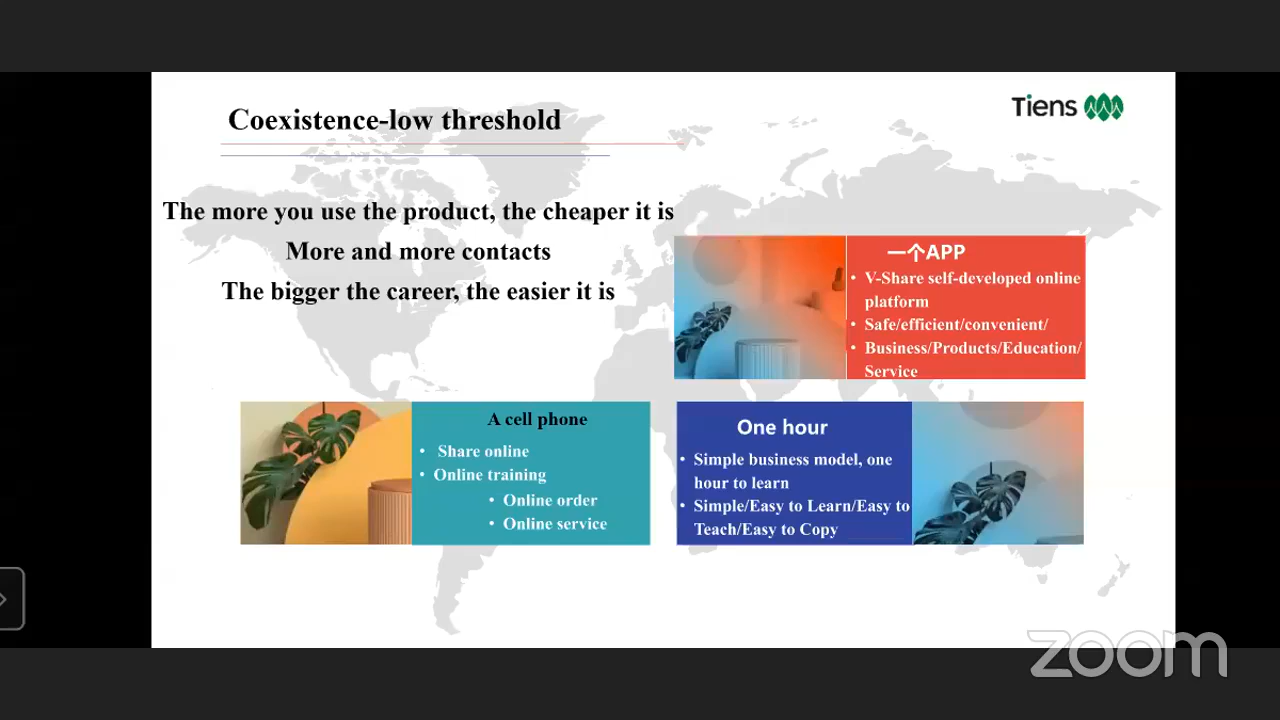 Coexistence-low threshold
Tiens
The more you use the product, the cheaper it is
More and more contacts
The bigger the career, the easier it is
一个APP
• V-Share self-developed online
platform
• Safe/efficient/convenient/
• Business/Products/Education/
Service
A cell phone
• Share online
• Online training
• Online order
• Online service
One hour
• Simple business model, one
hour to learn
• Simple/Easy to Learn/Easy to
Teach/Easy to Copy
zoom